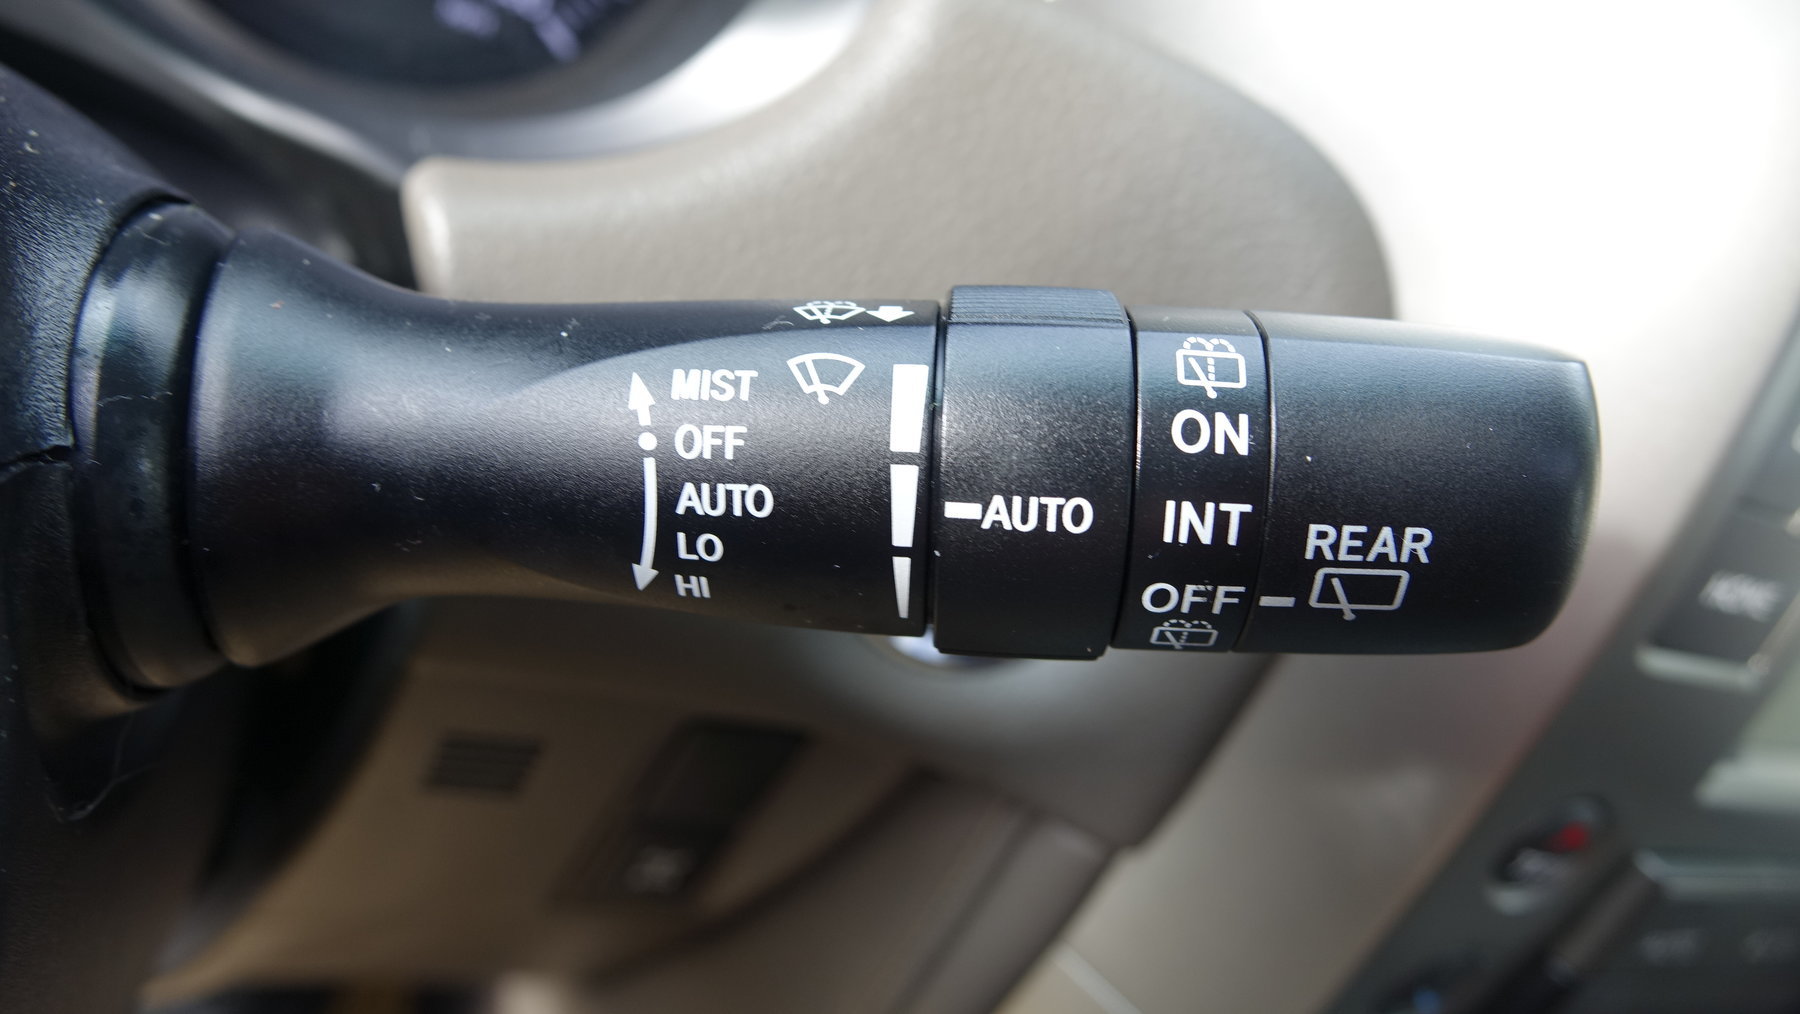 MIST
OFF
AUTO
LO
HI
AUTO
ON
INT
OFF
REAR